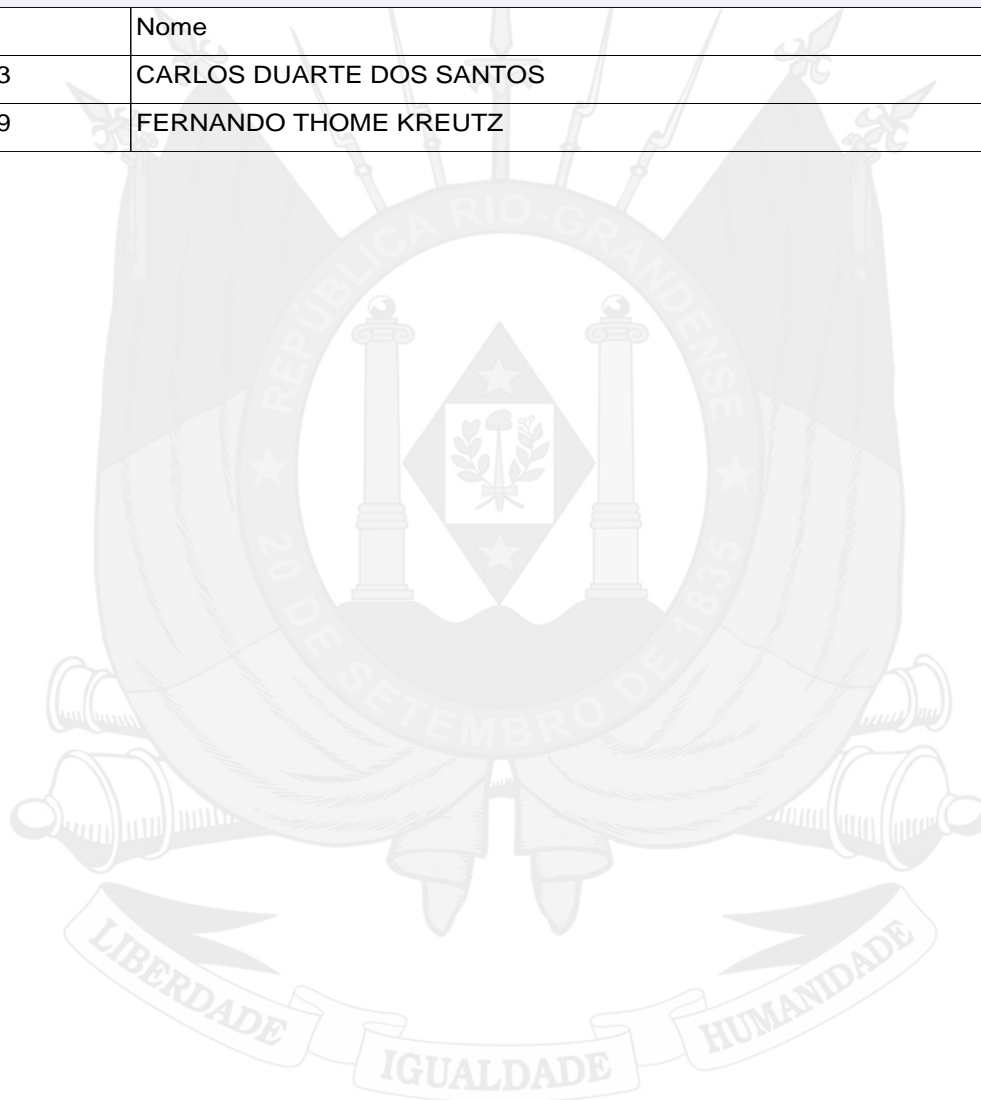 Nome
3 CARLOS DUARTE DOS SANTOS
9 FERNANDO THOME KREUTZ
REPÚBLICA RIO-GRANDENSE
20 DE SETEMBRO DE 1835
LIBERDADE IGUALDADE HUMANIDADE